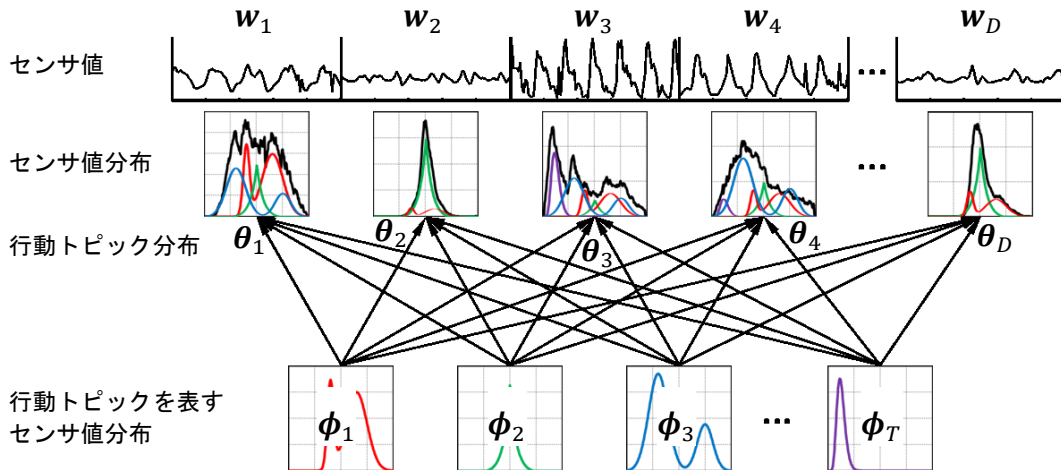 w1 w2 w3 w4 wD
センサ値 ...
センサ値分布 ...
行動トピック分布 θ1 θ2 θ3 θ4 θD
行動トピックを表す
センサ値分布 ϕ1 ϕ2 ϕ3 ... ϕT